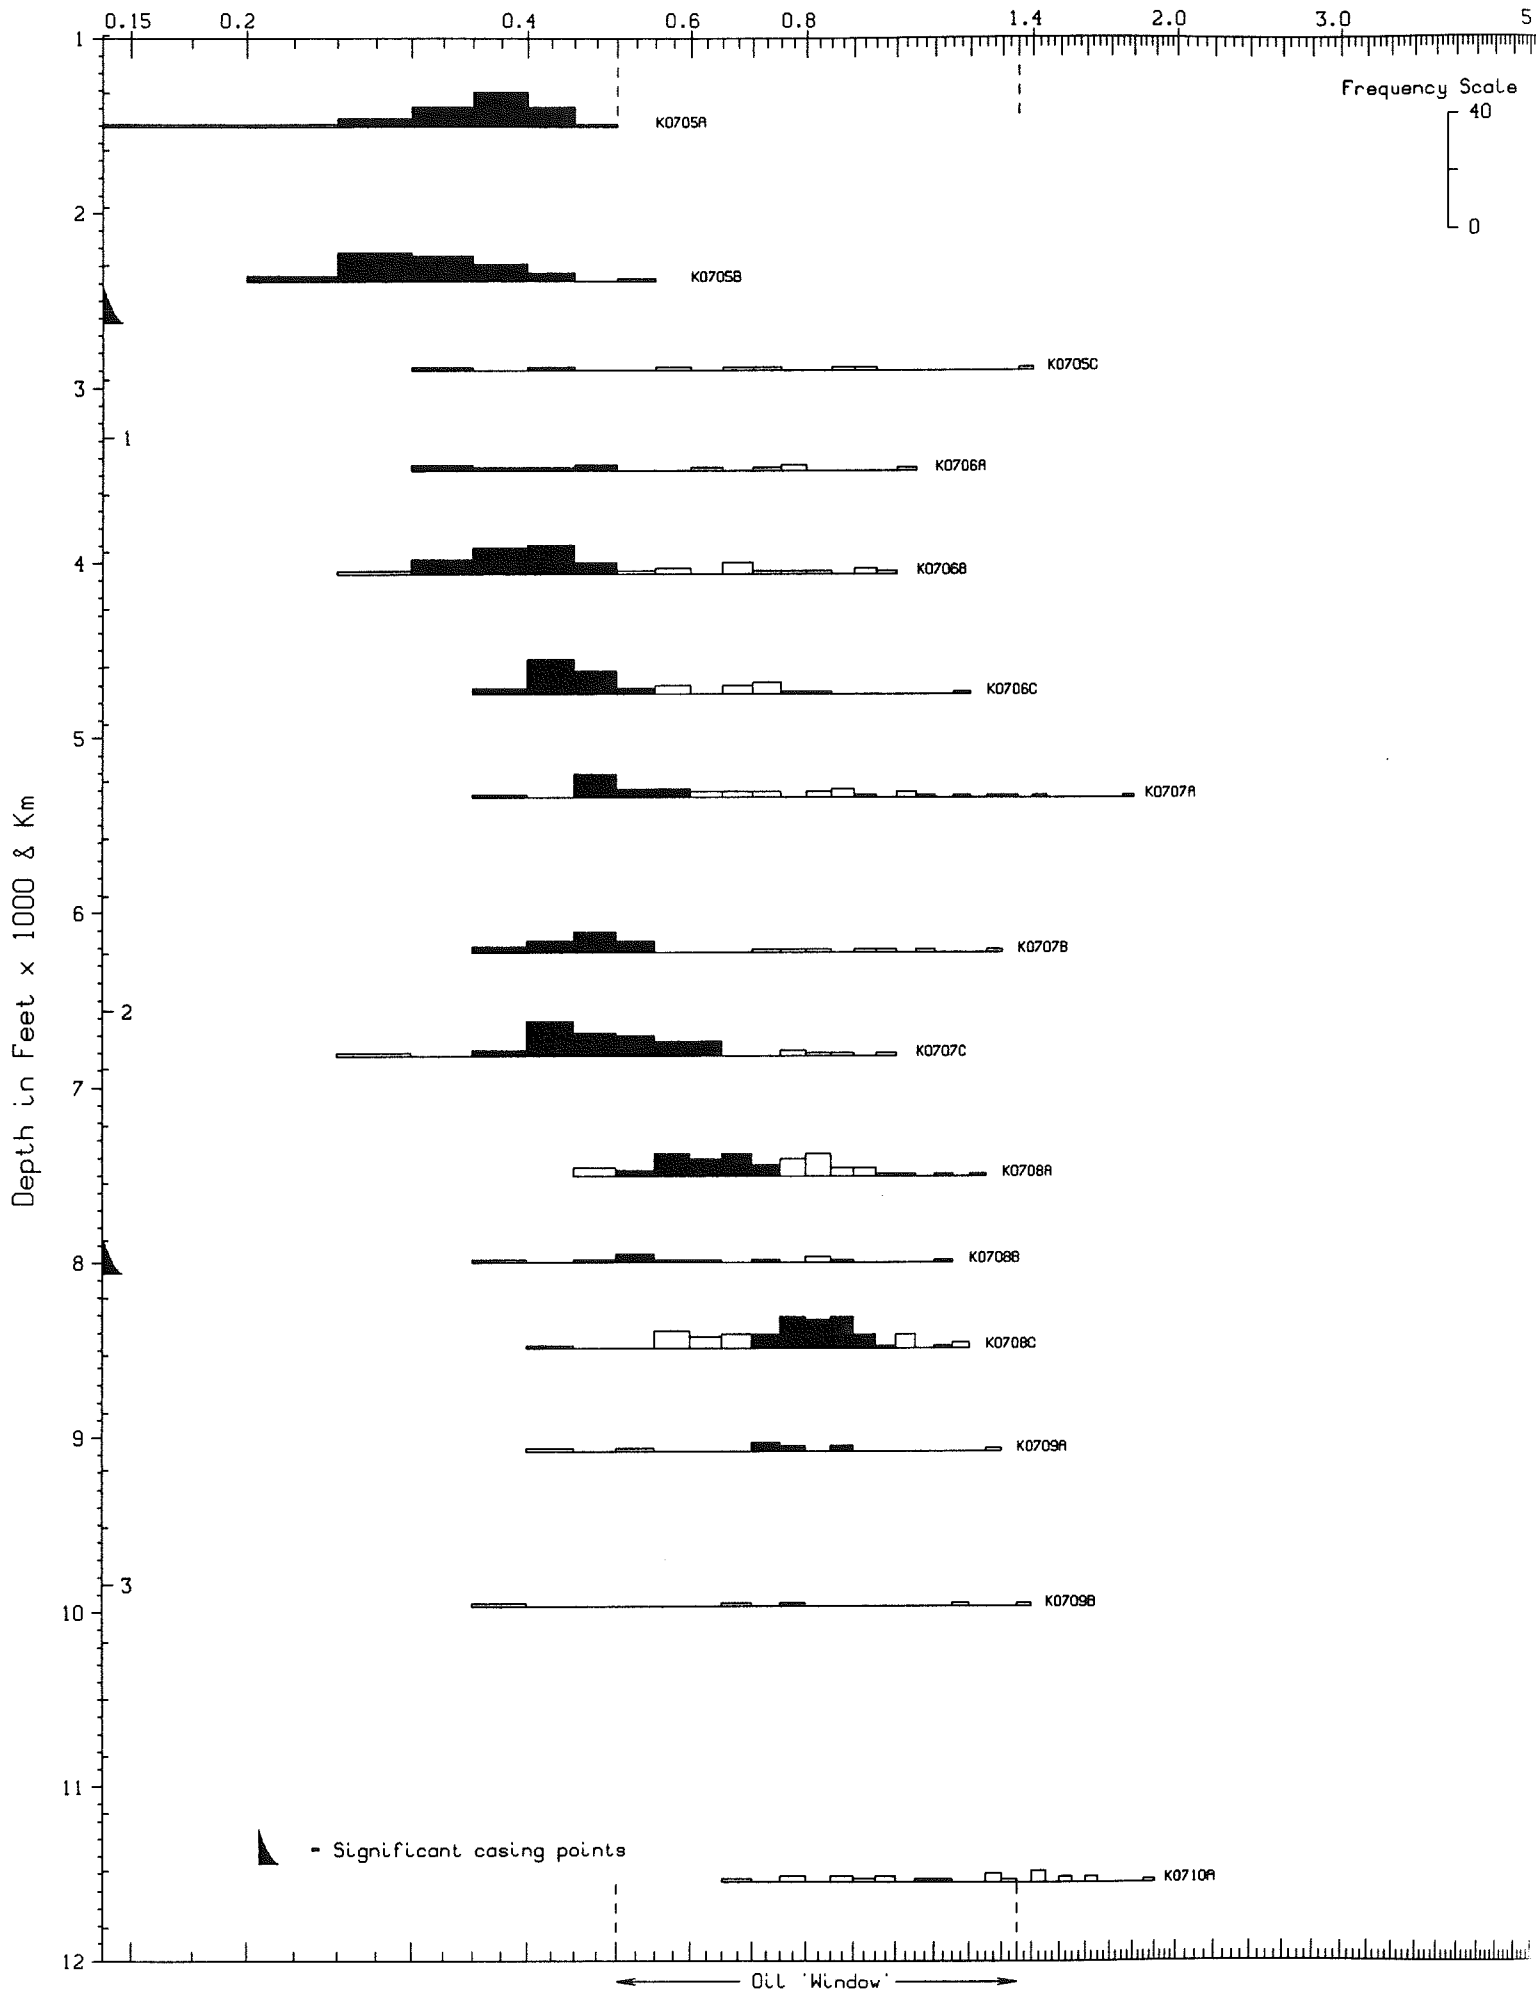 0.15 0.2 0.4 0.6 0.8 1.4 2.0 3.0 5
1
Frequency Scale
40
K0705A
2
0
K0705B
K0705C
3
1
K0706A
4
K0706B
K0706C
5
K0707A
Depth in Feet x 1000 & Km
6
K0707B
2
K0707C
7
K0708A
8
K0708B
K0708C
9
K0709A
3
10
K0709B
11
- Significant casing points
K0710A
12
Oil 'Window'